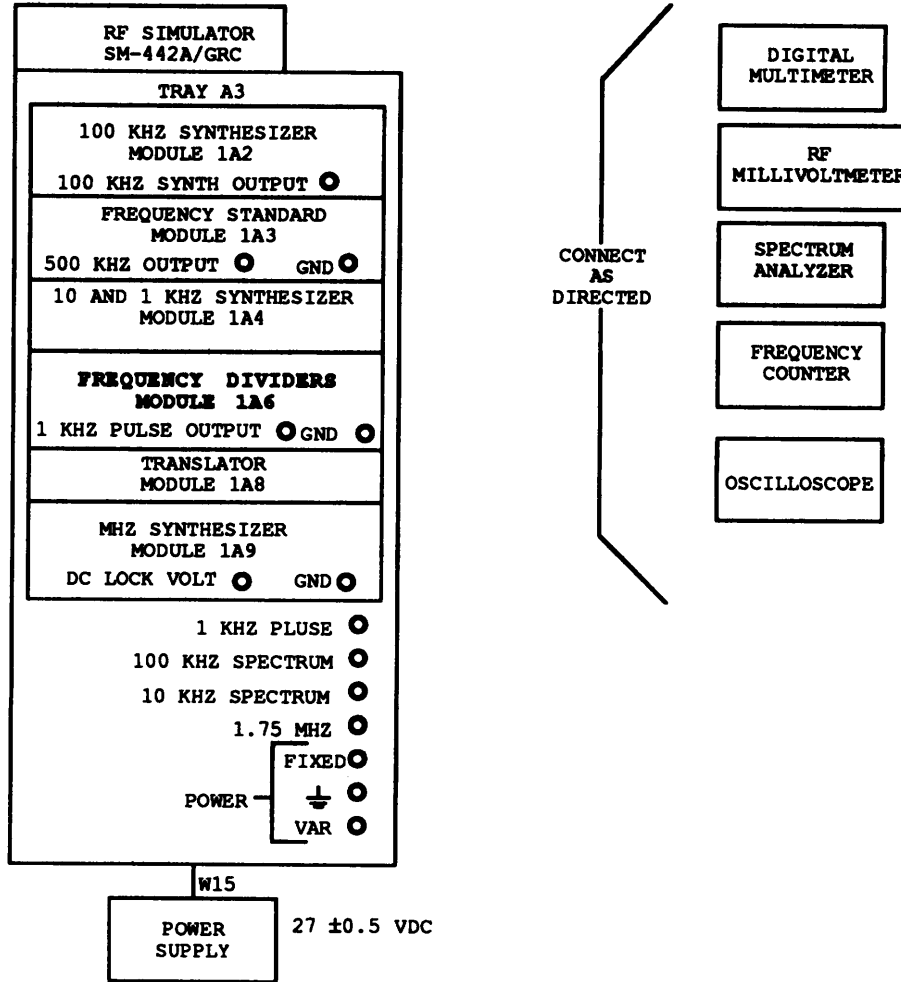 RF SIMULATOR
SM-442A/GRC
TRAY A3
100 KHZ SYNTHESIZER
MODULE 1A2
100 KHZ SYNTH OUTPUT
FREQUENCY STANDARD
MODULE 1A3
500 KHZ OUTPUT GND
10 AND 1 KHZ SYNTHESIZER
MODULE 1A4
FREQUENCY DIVIDERS
MODULE 1A6
1 KHZ PULSE OUTPUT GND
TRANSLATOR
MODULE 1A8
MHZ SYNTHESIZER
MODULE 1A9
DC LOCK VOLT GND
1 KHZ PLUSE
100 KHZ SPECTRUM
10 KHZ SPECTRUM
1.75 MHZ
FIXED
POWER
VAR
W15
POWER
SUPPLY
27 ±0.5 VDC
CONNECT
AS
DIRECTED
DIGITAL
MULTIMETER
RF
MILLIVOLTMETER
SPECTRUM
ANALYZER
FREQUENCY
COUNTER
OSCILLOSCOPE